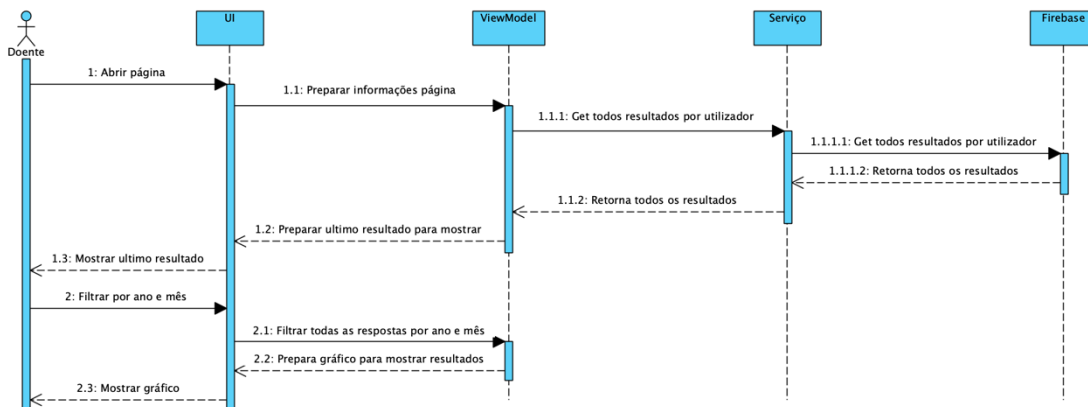 UI
ViewModel
Serviço
Firebase
Doente
1: Abrir página
1.1: Preparar informações página
1.1.1: Get todos resultados por utilizador
1.1.1.1: Get todos resultados por utilizador
1.1.1.2: Retorna todos os resultados
1.1.2: Retorna todos os resultados
1.2: Preparar ultimo resultado para mostrar
1.3: Mostrar ultimo resultado
2: Filtrar por ano e mês
2.1: Filtrar todas as respostas por ano e mês
2.2: Prepara gráfico para mostrar resultados
2.3: Mostrar gráfico